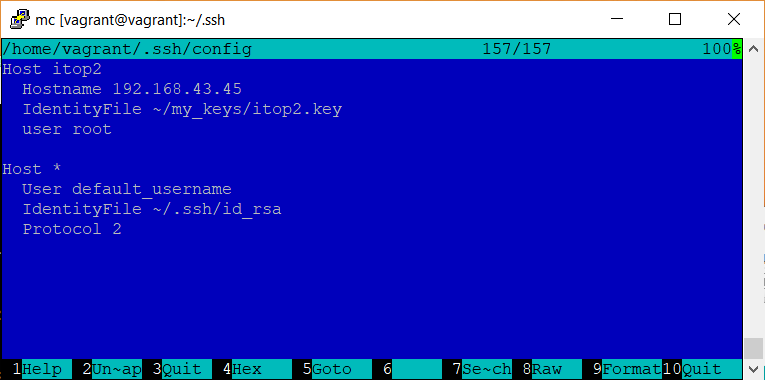 mc [vagrant@vagrant]:~/.ssh
/home/vagrant/.ssh/config 157/157 100%
Host itop2
  Hostname 192.168.43.45
  IdentityFile ~/my_keys/itop2.key
  user root
Host *
  User default_username
  IdentityFile ~/.ssh/id_rsa
  Protocol 2
1Help 2Un~ap 3Quit 4Hex 5Goto 6 7Se~ch 8Raw 9Format 10Quit